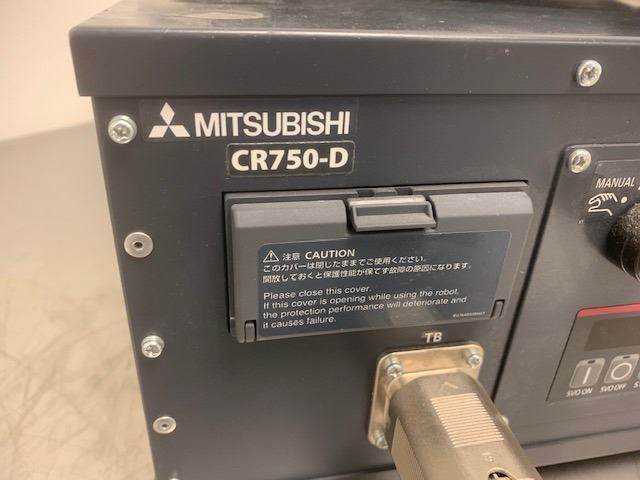 MITSUBISHI
CR750-D
MANUAL
注意 CAUTION
このカバーは閉じたままでご使用ください。
開放しておくと保護性能が保てず故障の原因になります。
Please close this cover.
If this cover is opening while using the robot,
the protection performance will deteriorate and
it causes failure.
TB
SVO ON
SVO OFF